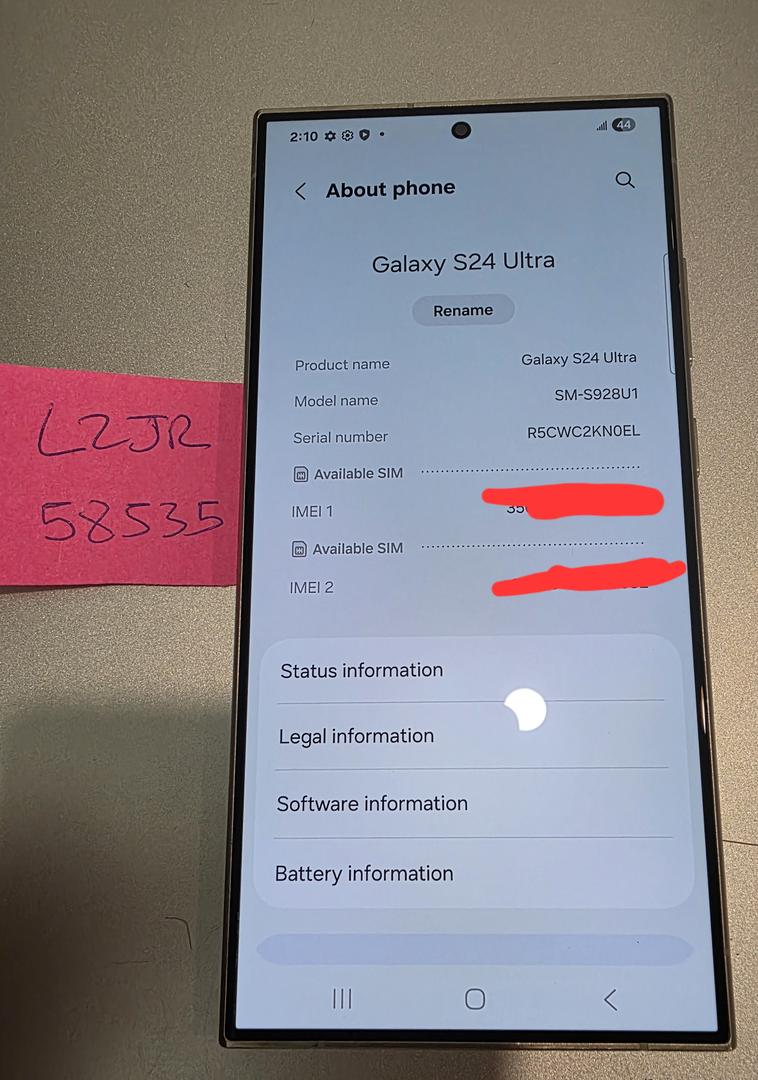 2:10
44
About phone
Galaxy S24 Ultra
Rename
Product name Galaxy S24 Ultra
Model name SM-S928U1
Serial number R5CWC2KN0EL
Available SIM
IMEI 1 35
Available SIM
IMEI 2
Status information
Legal information
Software information
Battery information
LZJR
58535